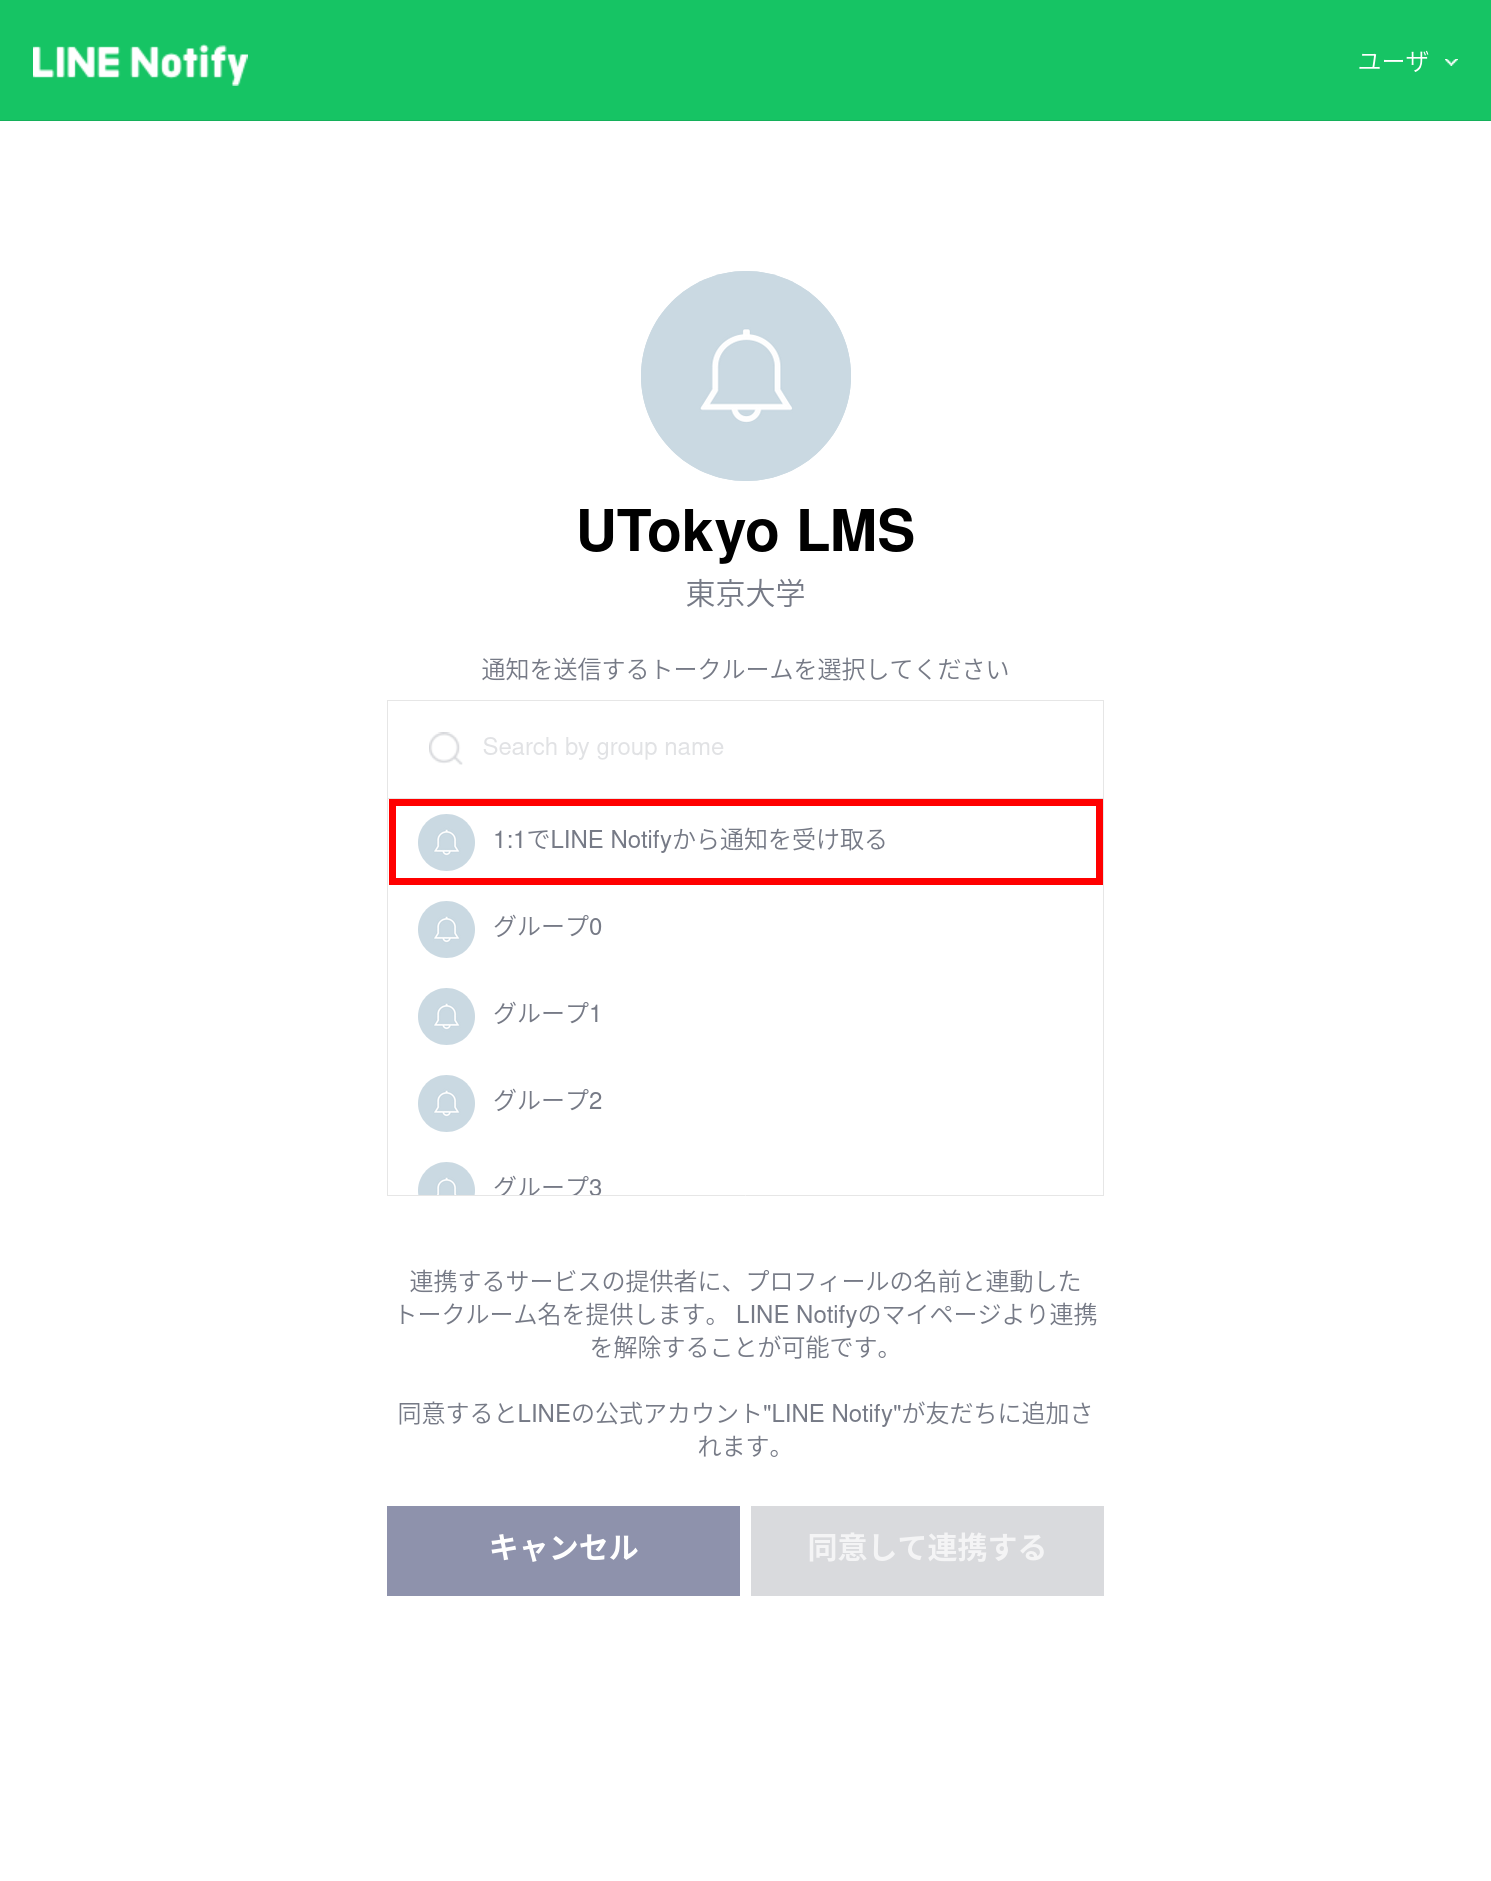 LINE Notify
ユーザ
UTokyo LMS
東京大学
通知を送信するトークルームを選択してください
Search by group name
1:1でLINE Notifyから通知を受け取る
グループ0
グループ1
グループ2
グループ3
連携するサービスの提供者に、プロフィールの名前と連動した
トークルーム名を提供します。 LINE Notifyのマイページより連携
を解除することが可能です。
同意するとLINEの公式アカウント"LINE Notify"が友だちに追加さ
れます。
キャンセル
同意して連携する